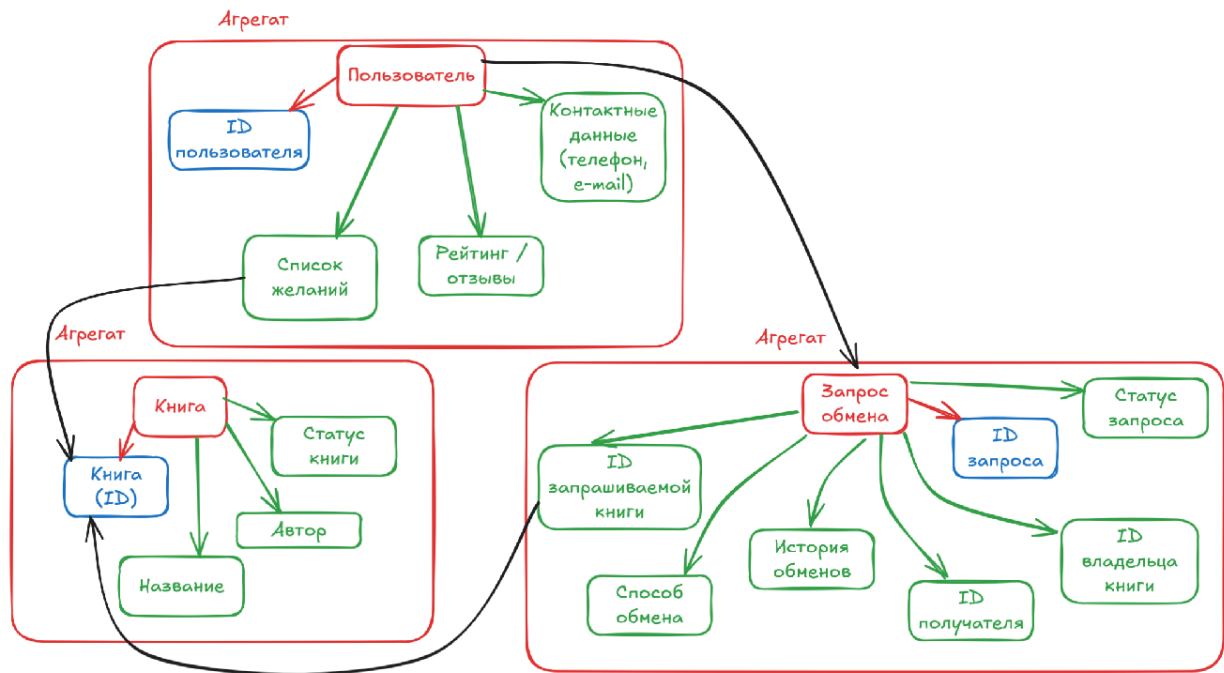 Агрегат
Пользователь
ID
пользователя
Контактные
данные
(телефон,
e-mail)
Список
желаний
Рейтинг /
отзывы
Агрегат
Книга
Статус
книги
Книга
(ID)
Автор
Название
Агрегат
Запрос
обмена
Статус
запроса
ID
запроса
ID
запрашиваемой
книги
История
обменов
ID
владельца
книги
Способ
обмена
ID
получателя